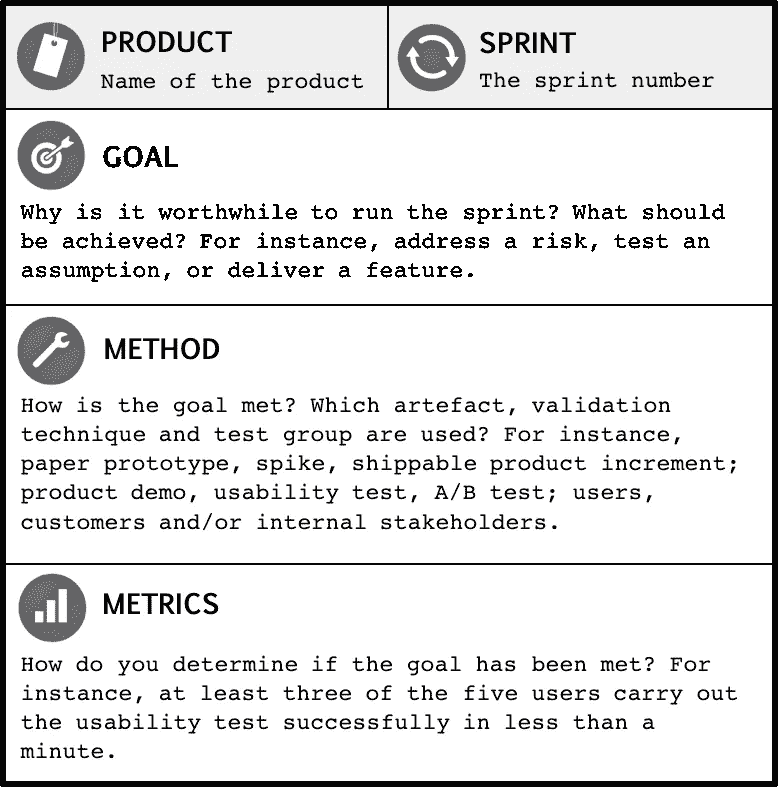 PRODUCT
Name of the product
SPRINT
The sprint number
GOAL
Why is it worthwhile to run the sprint? What should
be achieved? For instance, address a risk, test an
assumption, or deliver a feature.
METHOD
How is the goal met? Which artefact, validation
technique and test group are used? For instance,
paper prototype, spike, shippable product increment;
product demo, usability test, A/B test; users,
customers and/or internal stakeholders.
METRICS
How do you determine if the goal has been met? For
instance, at least three of the five users carry out
the usability test successfully in less than a
minute.